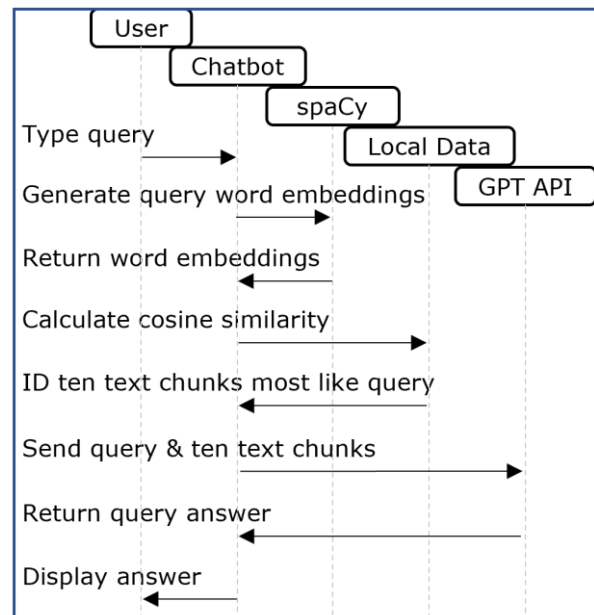 User
Chatbot
spaCy
Type query
Local Data
GPT API
Generate query word embeddings
Return word embeddings
Calculate cosine similarity
ID ten text chunks most like query
Send query & ten text chunks
Return query answer
Display answer